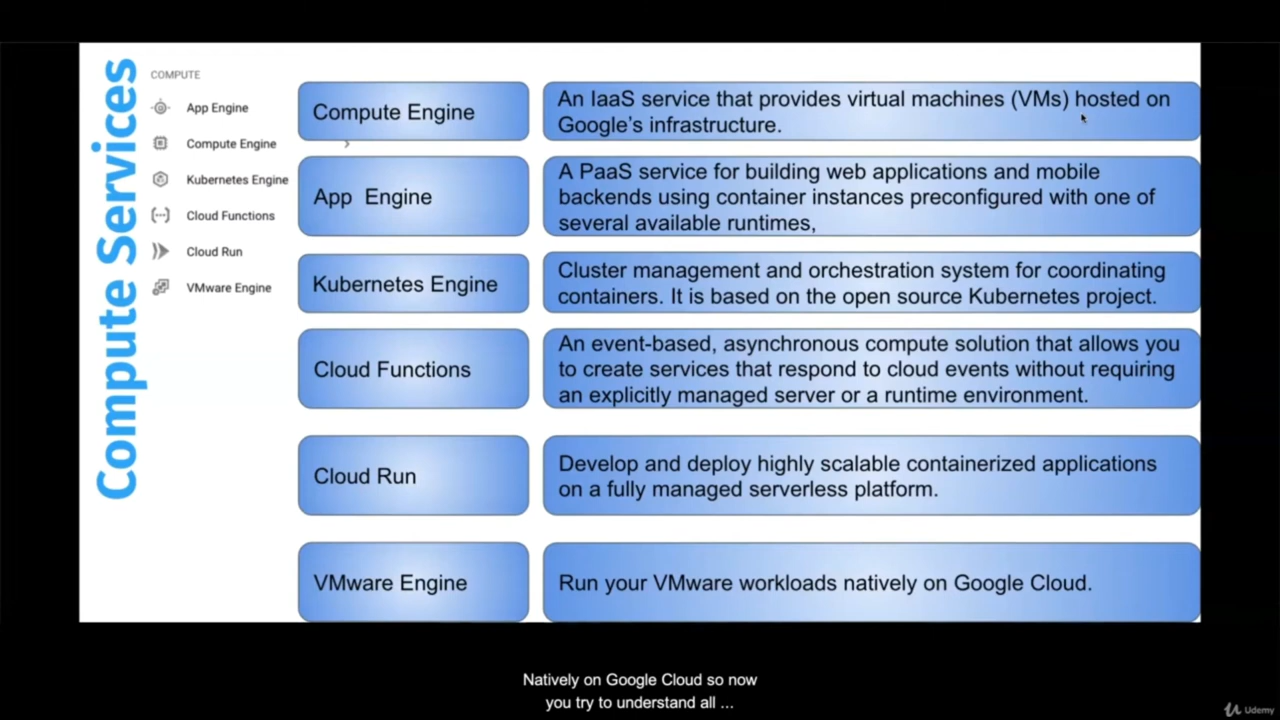 Compute Services
COMPUTE
App Engine
Compute Engine
Kubernetes Engine
Cloud Functions
Cloud Run
VMware Engine
Compute Engine
An IaaS service that provides virtual machines (VMs) hosted on
Google's infrastructure.
App Engine
A PaaS service for building web applications and mobile
backends using container instances preconfigured with one of
several available runtimes,
Kubernetes Engine
Cluster management and orchestration system for coordinating
containers. It is based on the open source Kubernetes project.
Cloud Functions
An event-based, asynchronous compute solution that allows you
to create services that respond to cloud events without requiring
an explicitly managed server or a runtime environment.
Cloud Run
Develop and deploy highly scalable containerized applications
on a fully managed serverless platform.
VMware Engine
Run your VMware workloads natively on Google Cloud.
Natively on Google Cloud so now
you try to understand all ...
Udemy